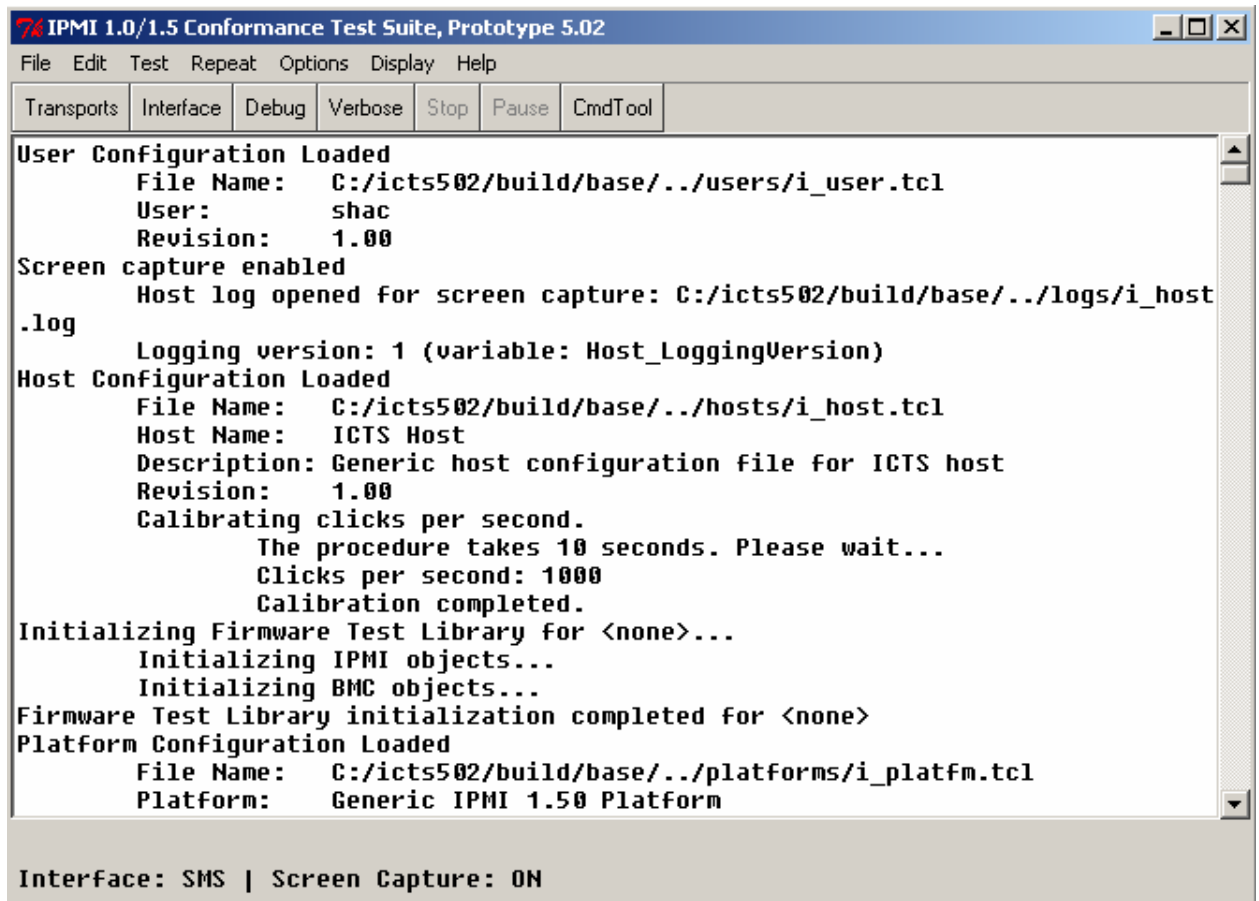 IPMI 1.0/1.5 Conformance Test Suite, Prototype 5.02
File Edit Test Repeat Options Display Help
Transports Interface Debug Verbose Stop Pause CmdTool
User Configuration Loaded
File Name: C:/icts502/build/base/../users/i_user.tcl
User: shac
Revision: 1.00
Screen capture enabled
Host log opened for screen capture: C:/icts502/build/base/../logs/i_host
.log
Logging version: 1 (variable: Host_LoggingVersion)
Host Configuration Loaded
File Name: C:/icts502/build/base/../hosts/i_host.tcl
Host Name: ICTS Host
Description: Generic host configuration file for ICTS host
Revision: 1.00
Calibrating clicks per second.
The procedure takes 10 seconds. Please wait...
Clicks per second: 1000
Calibration completed.
Initializing Firmware Test Library for <none>...
Initializing IPMI objects...
Initializing BMC objects...
Firmware Test Library initialization completed for <none>
Platform Configuration Loaded
File Name: C:/icts502/build/base/../platforms/i_platfm.tcl
Platform: Generic IPMI 1.50 Platform
Interface: SMS | Screen Capture: ON